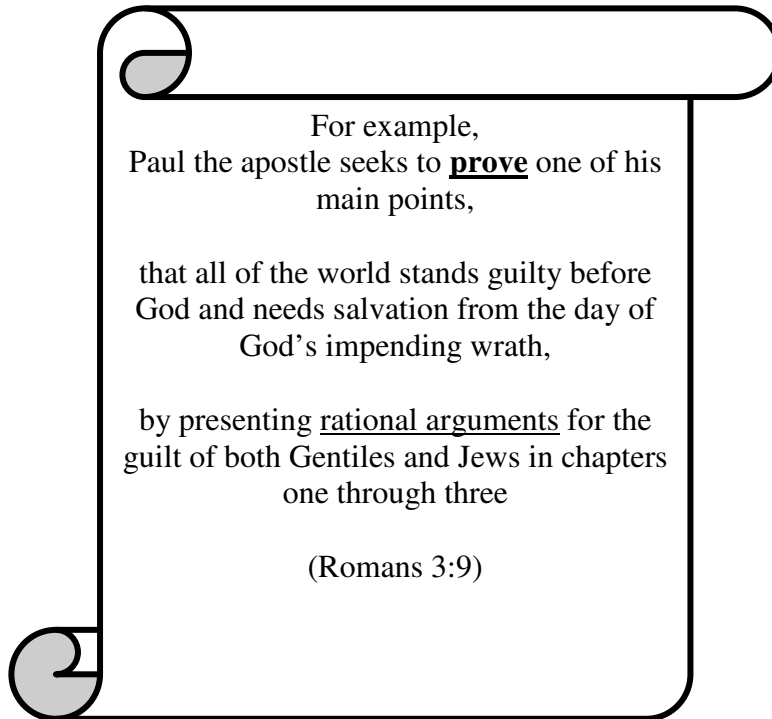 For example,
Paul the apostle seeks to prove one of his
main points,
that all of the world stands guilty before
God and needs salvation from the day of
God’s impending wrath,
by presenting rational arguments for the
guilt of both Gentiles and Jews in chapters
one through three
(Romans 3:9)